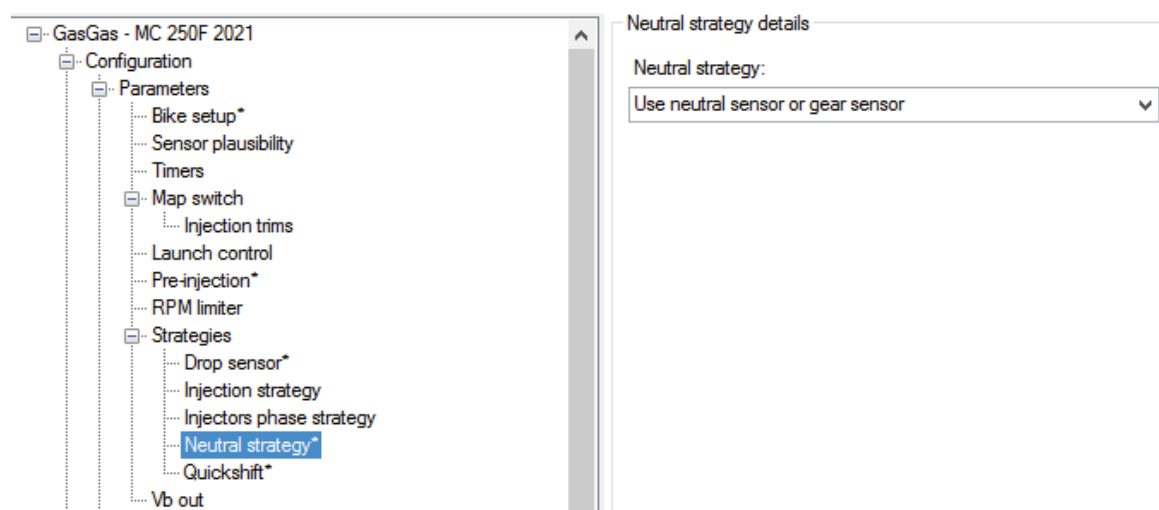 GasGas - MC 250F 2021
Configuration
Parameters
Bike setup*
Sensor plausibility
Timers
Map switch
Injection trims
Launch control
Pre-injection*
RPM limiter
Strategies
Drop sensor*
Injection strategy
Injectors phase strategy
Neutral strategy*
Quickshift*
Vb out
Neutral strategy details
Neutral strategy:
Use neutral sensor or gear sensor